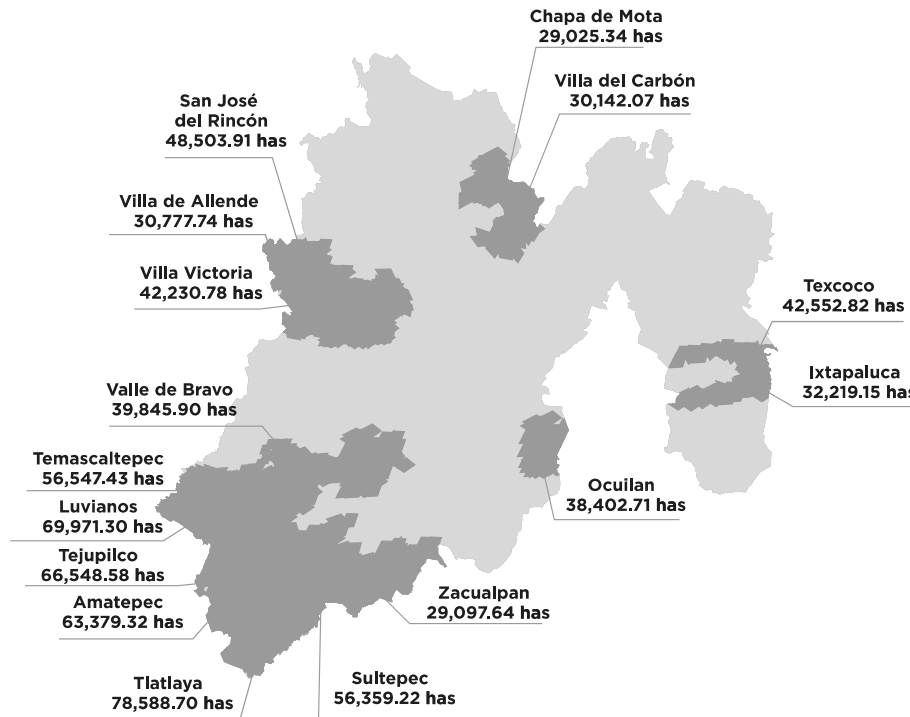 Chapa de Mota
29,025.34 has
Villa del Carbón
30,142.07 has
San José
del Rincón
48,503.91 has
Villa de Allende
30,777.74 has
Villa Victoria
42,230.78 has
Texcoco
42,552.82 has
Ixtapaluca
32,219.15 has
Valle de Bravo
39,845.90 has
Temascaltepec
56,547.43 has
Luvianos
69,971.30 has
Ocuilan
38,402.71 has
Tejupilco
66,548.58 has
Amatepec
63,379.32 has
Zacualpan
29,097.64 has
Tlatlaya
78,588.70 has
Sultepec
56,359.22 has